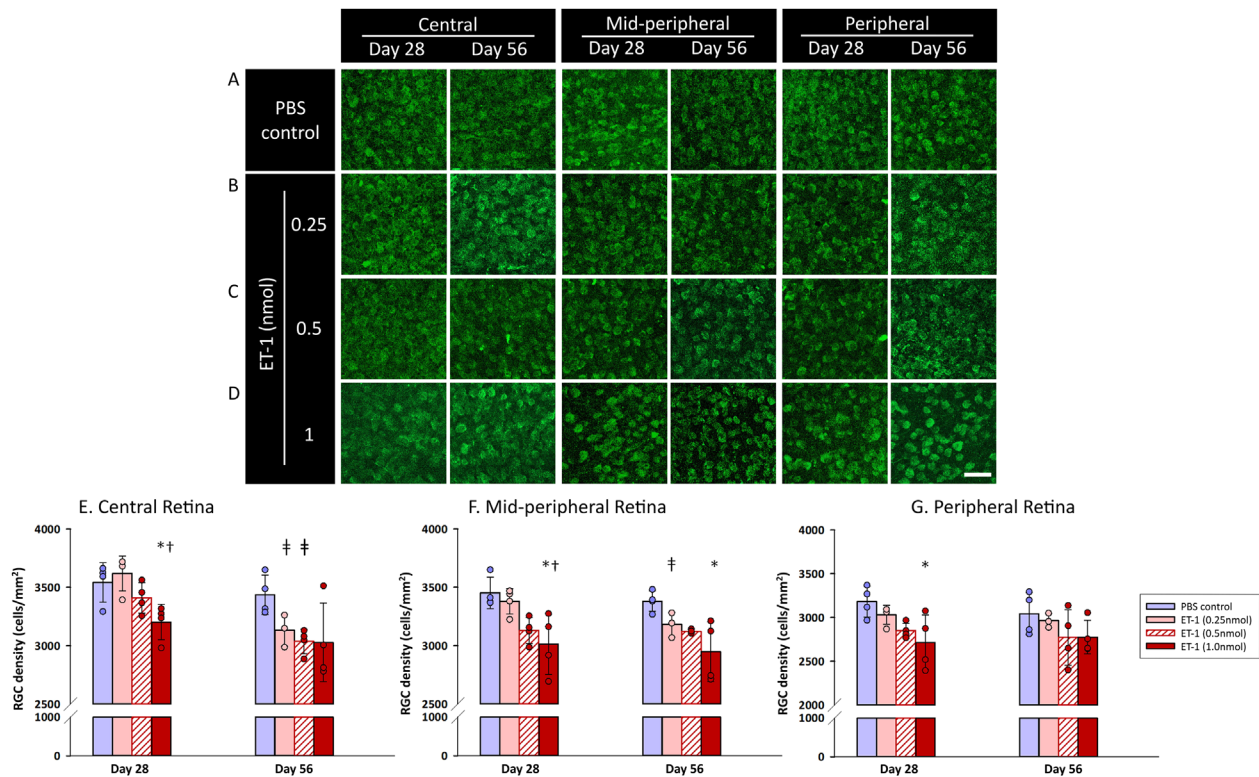 Central Mid-peripheral Peripheral
Day 28 Day 56 Day 28 Day 56 Day 28 Day 56
A
PBS
control
B
0.25
C
ET-1 (nmol)
0.5
D
1
E. Central Retina
RGC density (cells/mm²)
4000
3500
3000
2500
1000
0
*†
‡ ‡
Day 28 Day 56
F. Mid-peripheral Retina
RGC density (cells/mm²)
4000
3500
3000
2500
1000
0
*†
‡ *
Day 28 Day 56
G. Peripheral Retina
RGC density (cells/mm²)
4000
3500
3000
2500
2000
1000
0
*
Day 28 Day 56
PBS control
ET-1 (0.25nmol)
ET-1 (0.5nmol)
ET-1 (1.0nmol)